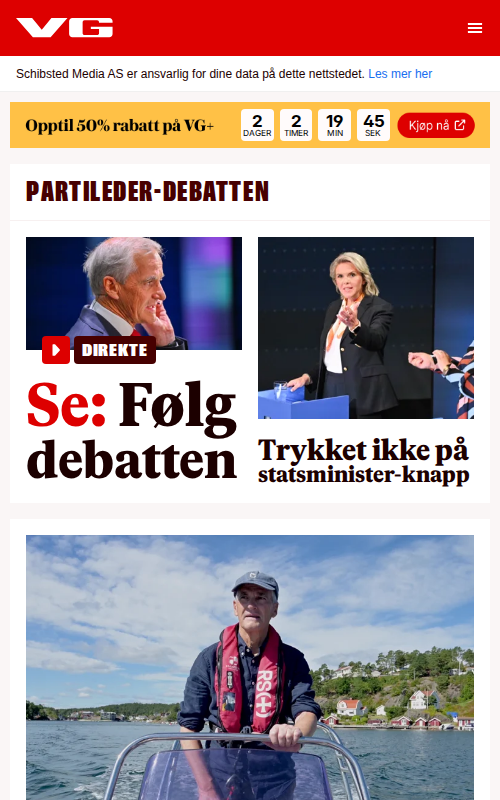 VG
Schibsted Media AS er ansvarlig for dine data på dette nettstedet. Les mer her
Opptil 50% rabatt på VG+
2 DAGER 2 TIMER 19 MIN 45 SEK
Kjøp nå
PARTILEDER-DEBATTEN
DIREKTE
Se: Følg
debatten
Trykket ikke på
statsminister-knapp
RS(+)